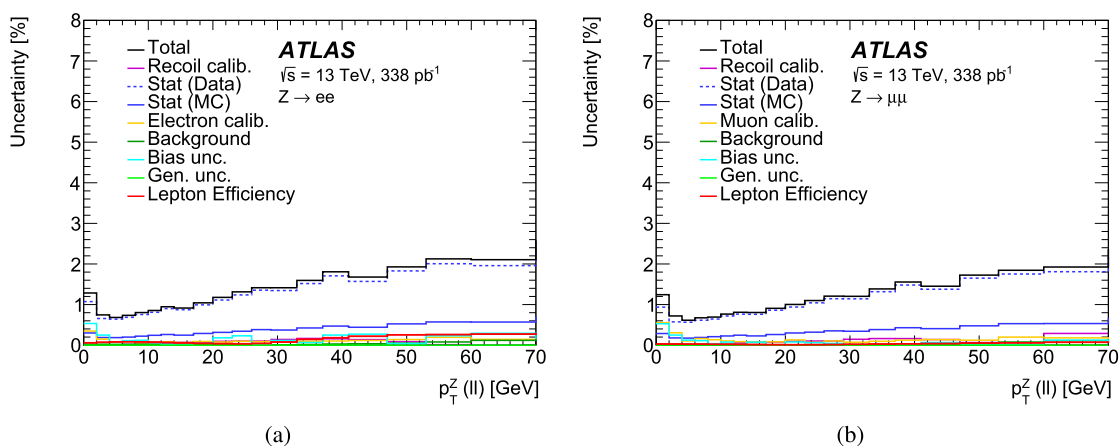 Uncertainty [%]
8
7
6
5
4
3
2
1
0
Total
Recoil calib.
Stat (Data)
Stat (MC)
Electron calib.
Background
Bias unc.
Gen. unc.
Lepton Efficiency
ATLAS
√s = 13 TeV, 338 pb-1
Z → ee
0 10 20 30 40 50 60 70
pTZ (ll) [GeV]
(a)
Uncertainty [%]
8
7
6
5
4
3
2
1
0
Total
Recoil calib.
Stat (Data)
Stat (MC)
Muon calib.
Background
Bias unc.
Gen. unc.
Lepton Efficiency
ATLAS
√s = 13 TeV, 338 pb-1
Z → μμ
0 10 20 30 40 50 60 70
pTZ (ll) [GeV]
(b)